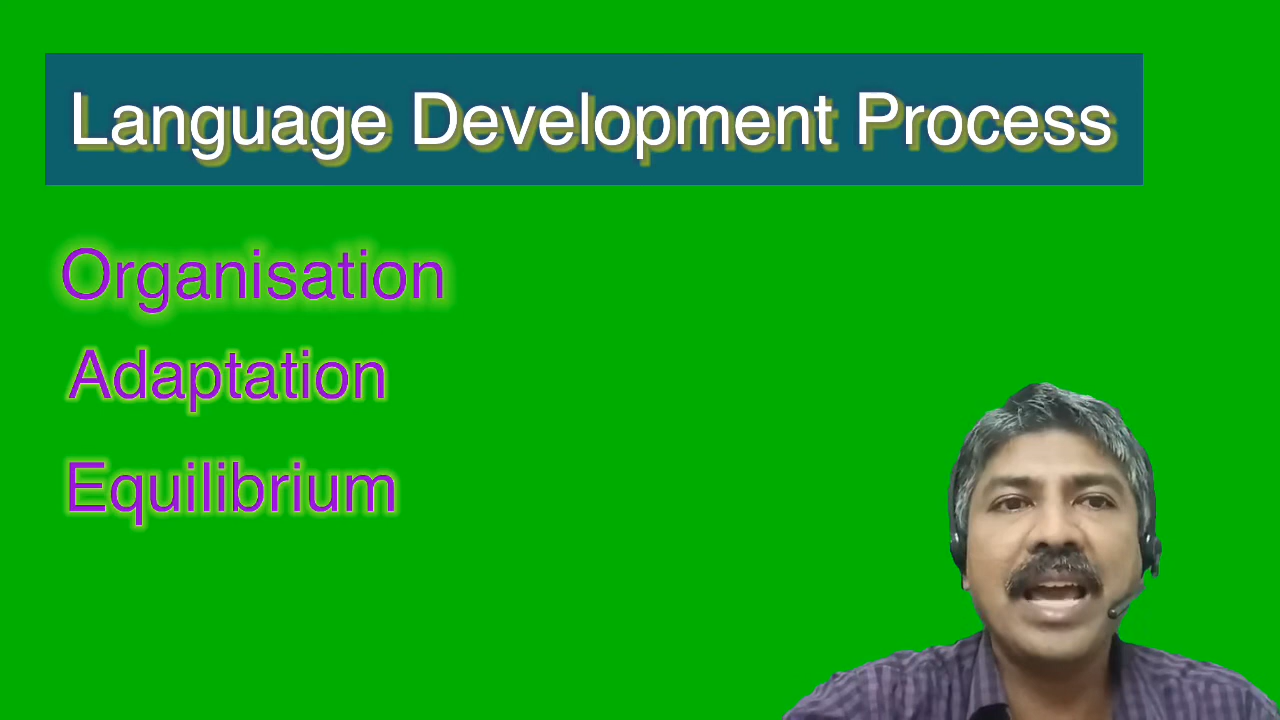 Language Development Process
Organisation
Adaptation
Equilibrium